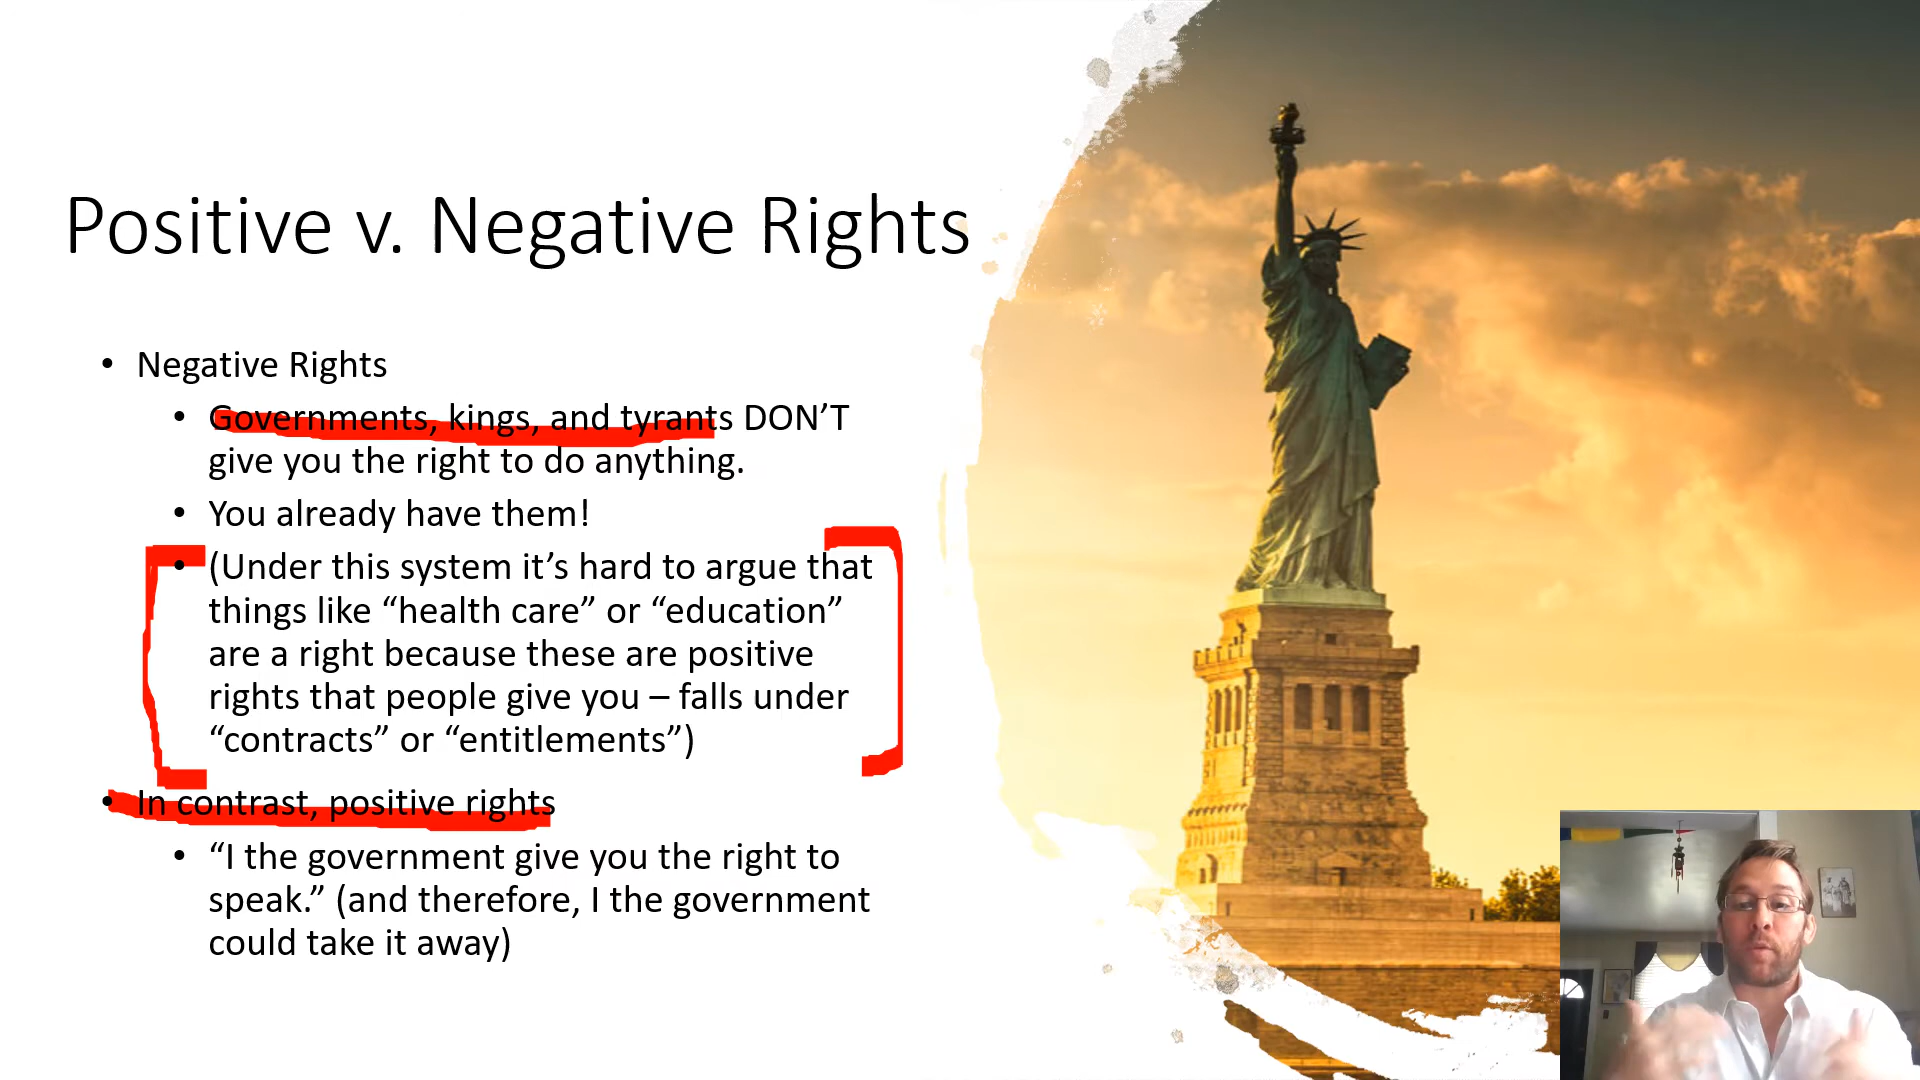 Positive v. Negative Rights
• Negative Rights
• Governments, kings, and tyrants DON’T
give you the right to do anything.
• You already have them!
• (Under this system it’s hard to argue that
things like “health care” or “education”
are a right because these are positive
rights that people give you – falls under
“contracts” or “entitlements”)
• In contrast, positive rights
• “I the government give you the right to
speak.” (and therefore, I the government
could take it away)